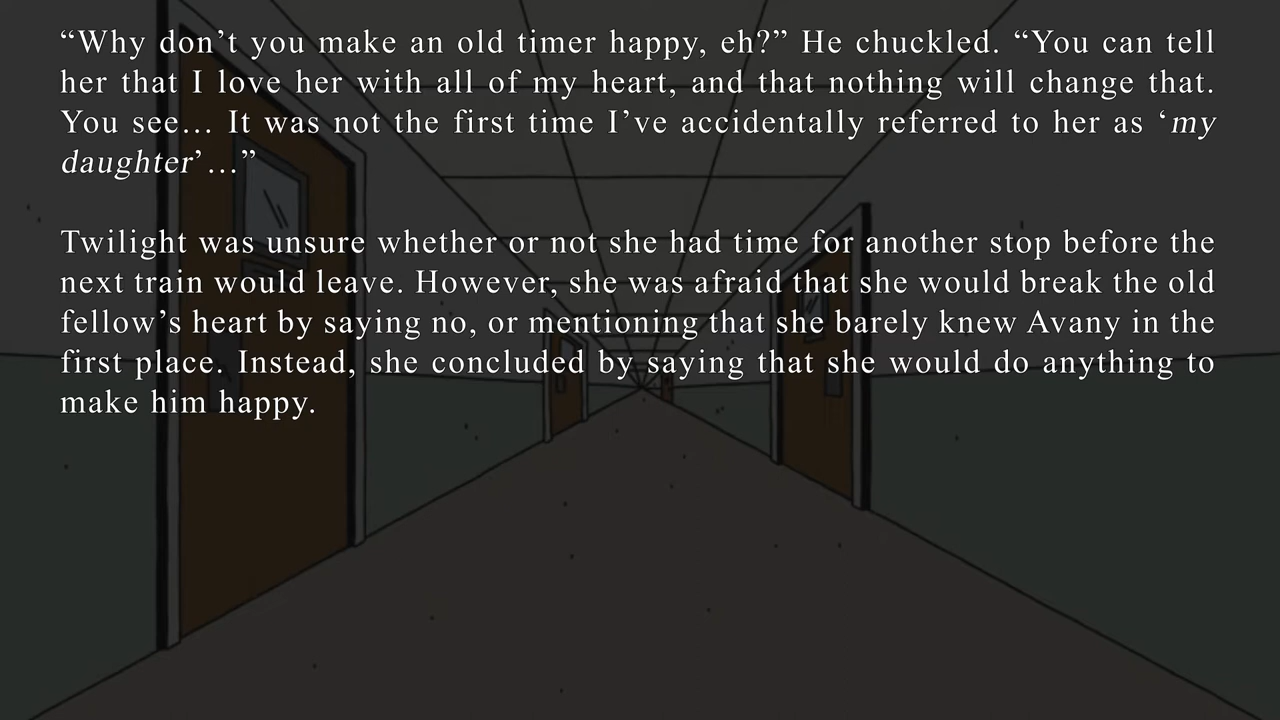 “Why don’t you make an old timer happy, eh?” He chuckled. “You can tell
her that I love her with all of my heart, and that nothing will change that.
You see… It was not the first time I’ve accidentally referred to her as ‘my
daughter’…”
Twilight was unsure whether or not she had time for another stop before the
next train would leave. However, she was afraid that she would break the old
fellow’s heart by saying no, or mentioning that she barely knew Avany in the
first place. Instead, she concluded by saying that she would do anything to
make him happy.